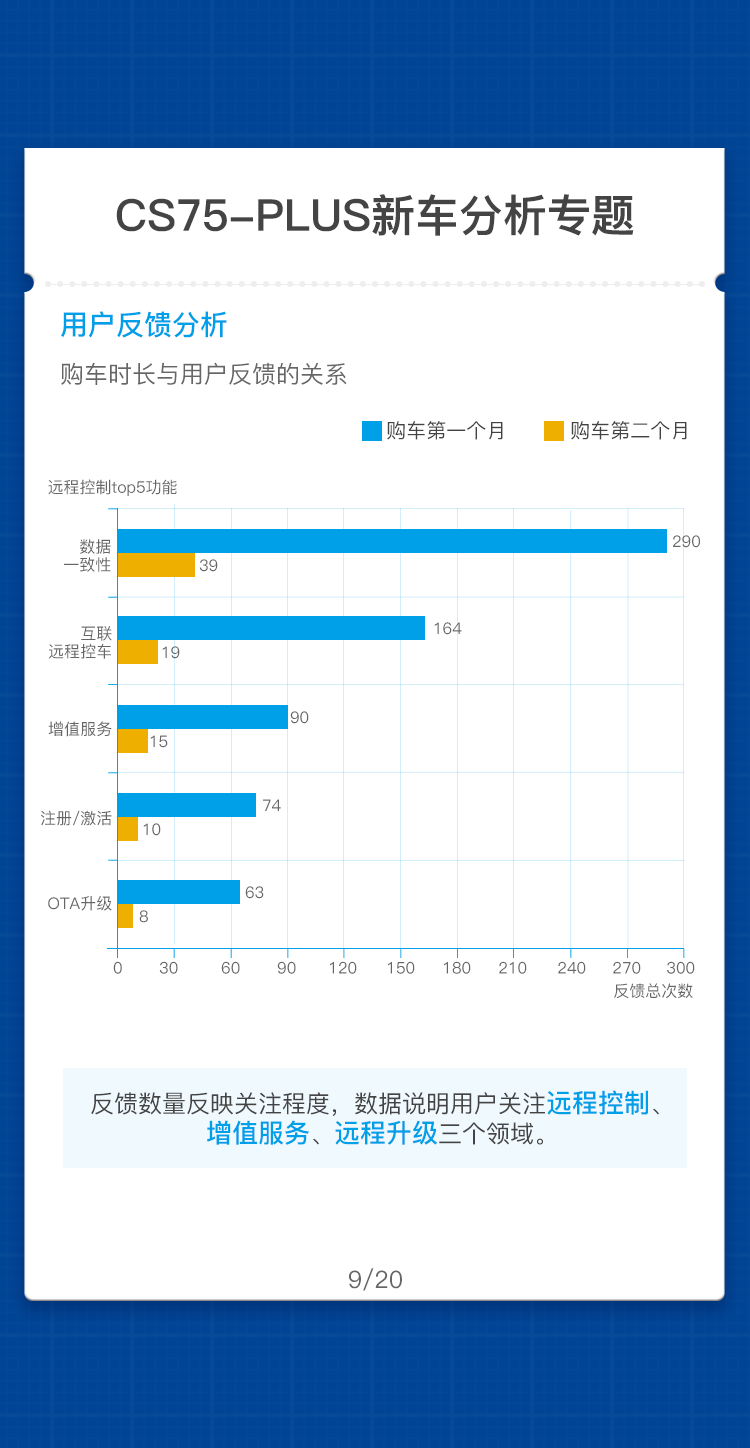 CS75-PLUS新车分析专题
用户反馈分析
购车时长与用户反馈的关系
购车第一个月 购车第二个月
远程控制top5功能
数据
一致性
290
39
互联
远程控车
164
19
增值服务
90
15
注册/激活
74
10
OTA升级
63
8
0 30 60 90 120 150 180 210 240 270 300
反馈总次数
反馈数量反映关注程度，数据说明用户关注远程控制、
增值服务、远程升级三个领域。
9/20